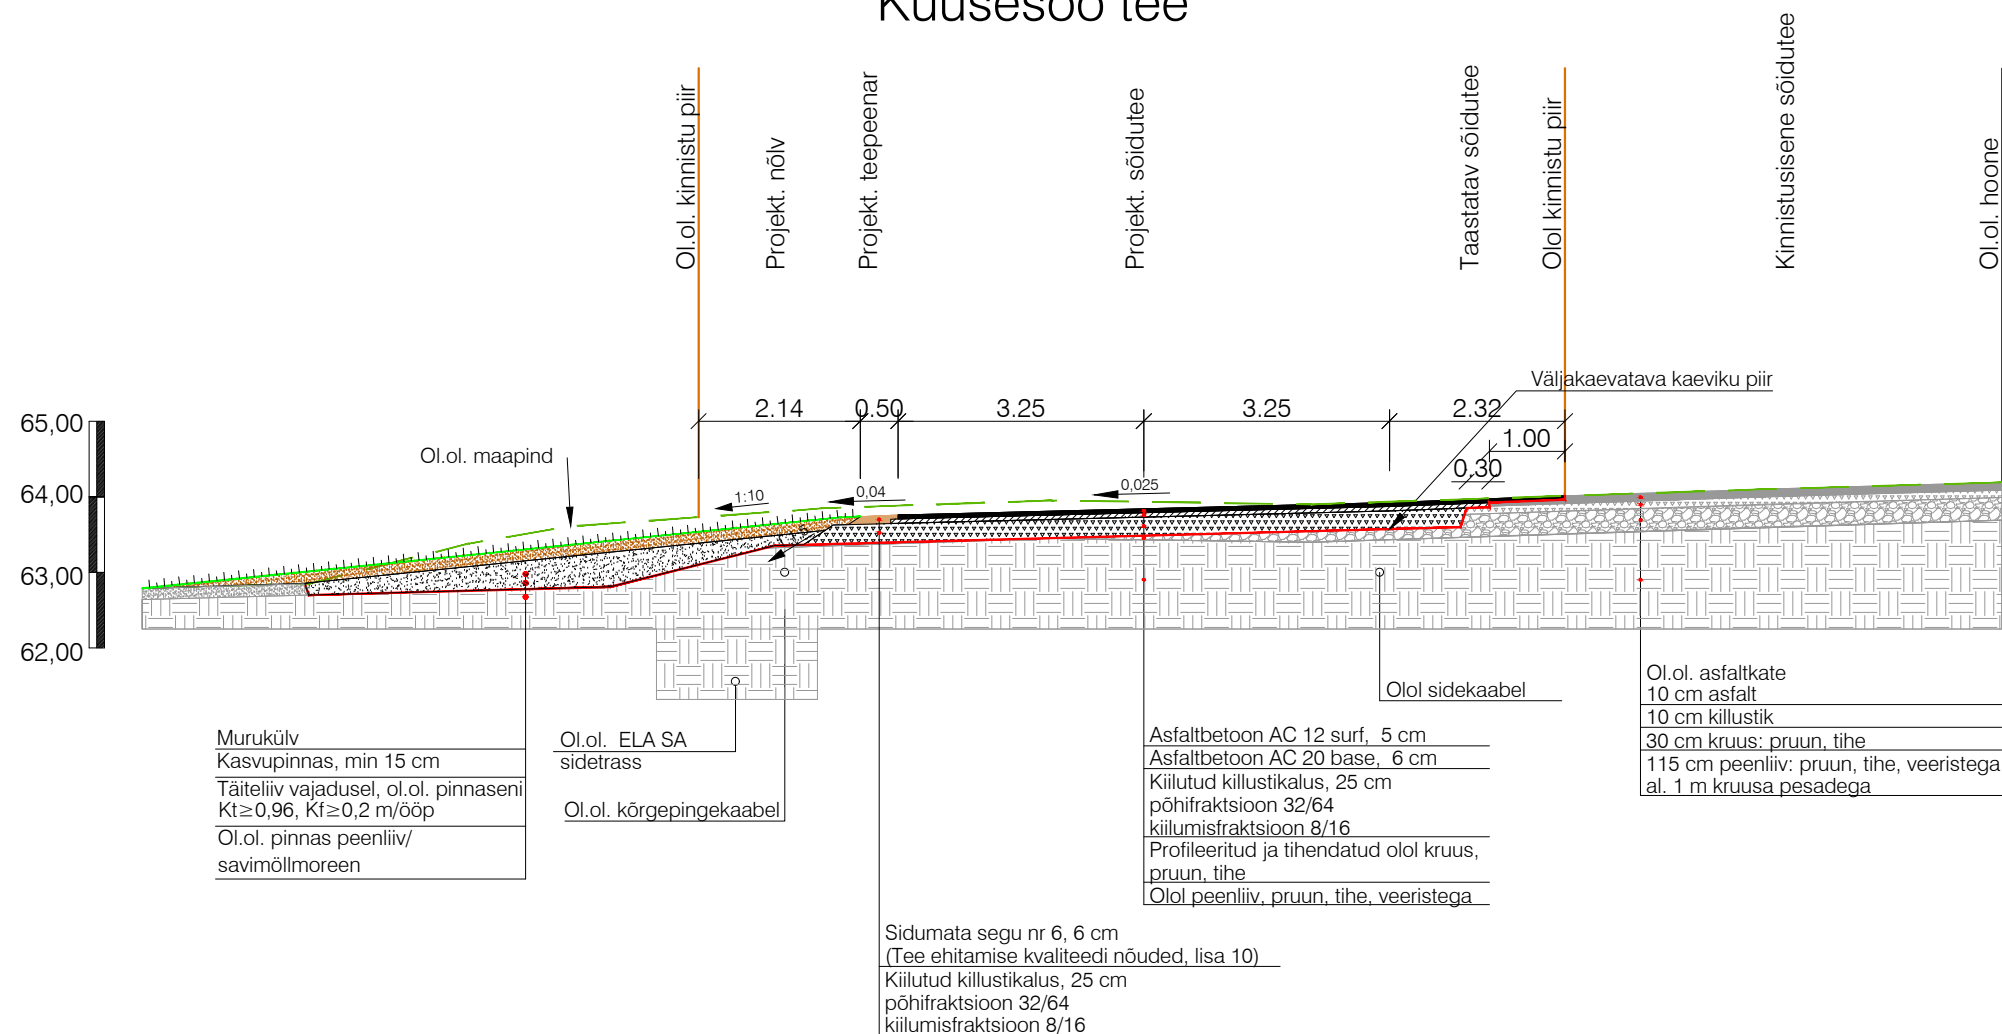 Kuusesoo tee
Ol.ol. kinnistu piir
Projekt. nõlv
Projekt. teepeenar
Projekt. sõidutee
Taastatav sõidutee
Olol kinnistu piir
Kinnistusisene sõidutee
Ol.ol. hoone
Väljakaevatava kaeviku piir
2.14
0.50
3.25
3.25
2.32
1.00
0.30
65,00
64,00
63,00
62,00
Ol.ol. maapind
1:10
0,04
0,025
Murukülv
Kasvupinnas, min 15 cm
Täiteliiv vajadusel, ol.ol. pinnaseni
Kt≥0,96, Kf≥0,2 m/ööp
Ol.ol. pinnas peenliiv/
savimöllmoreen
Ol.ol. ELA SA
sidetrass
Ol.ol. kõrgepingekaabel
Sidumata segu nr 6, 6 cm
(Tee ehitamise kvaliteedi nõuded, lisa 10)
Kiilutud killustikalus, 25 cm
põhifraktsioon 32/64
kiilumisfraktsioon 8/16
Asfaltbetoon AC 12 surf, 5 cm
Asfaltbetoon AC 20 base, 6 cm
Kiilutud killustikalus, 25 cm
põhifraktsioon 32/64
kiilumisfraktsioon 8/16
Profileeritud ja tihendatud olol kruus,
pruun, tihe
Olol peenliiv, pruun, tihe, veeristega
Olol sidekaabel
Ol.ol. asfaltkate
10 cm asfalt
10 cm killustik
30 cm kruus: pruun, tihe
115 cm peenliiv: pruun, tihe, veeristega
al. 1 m kruusa pesadega